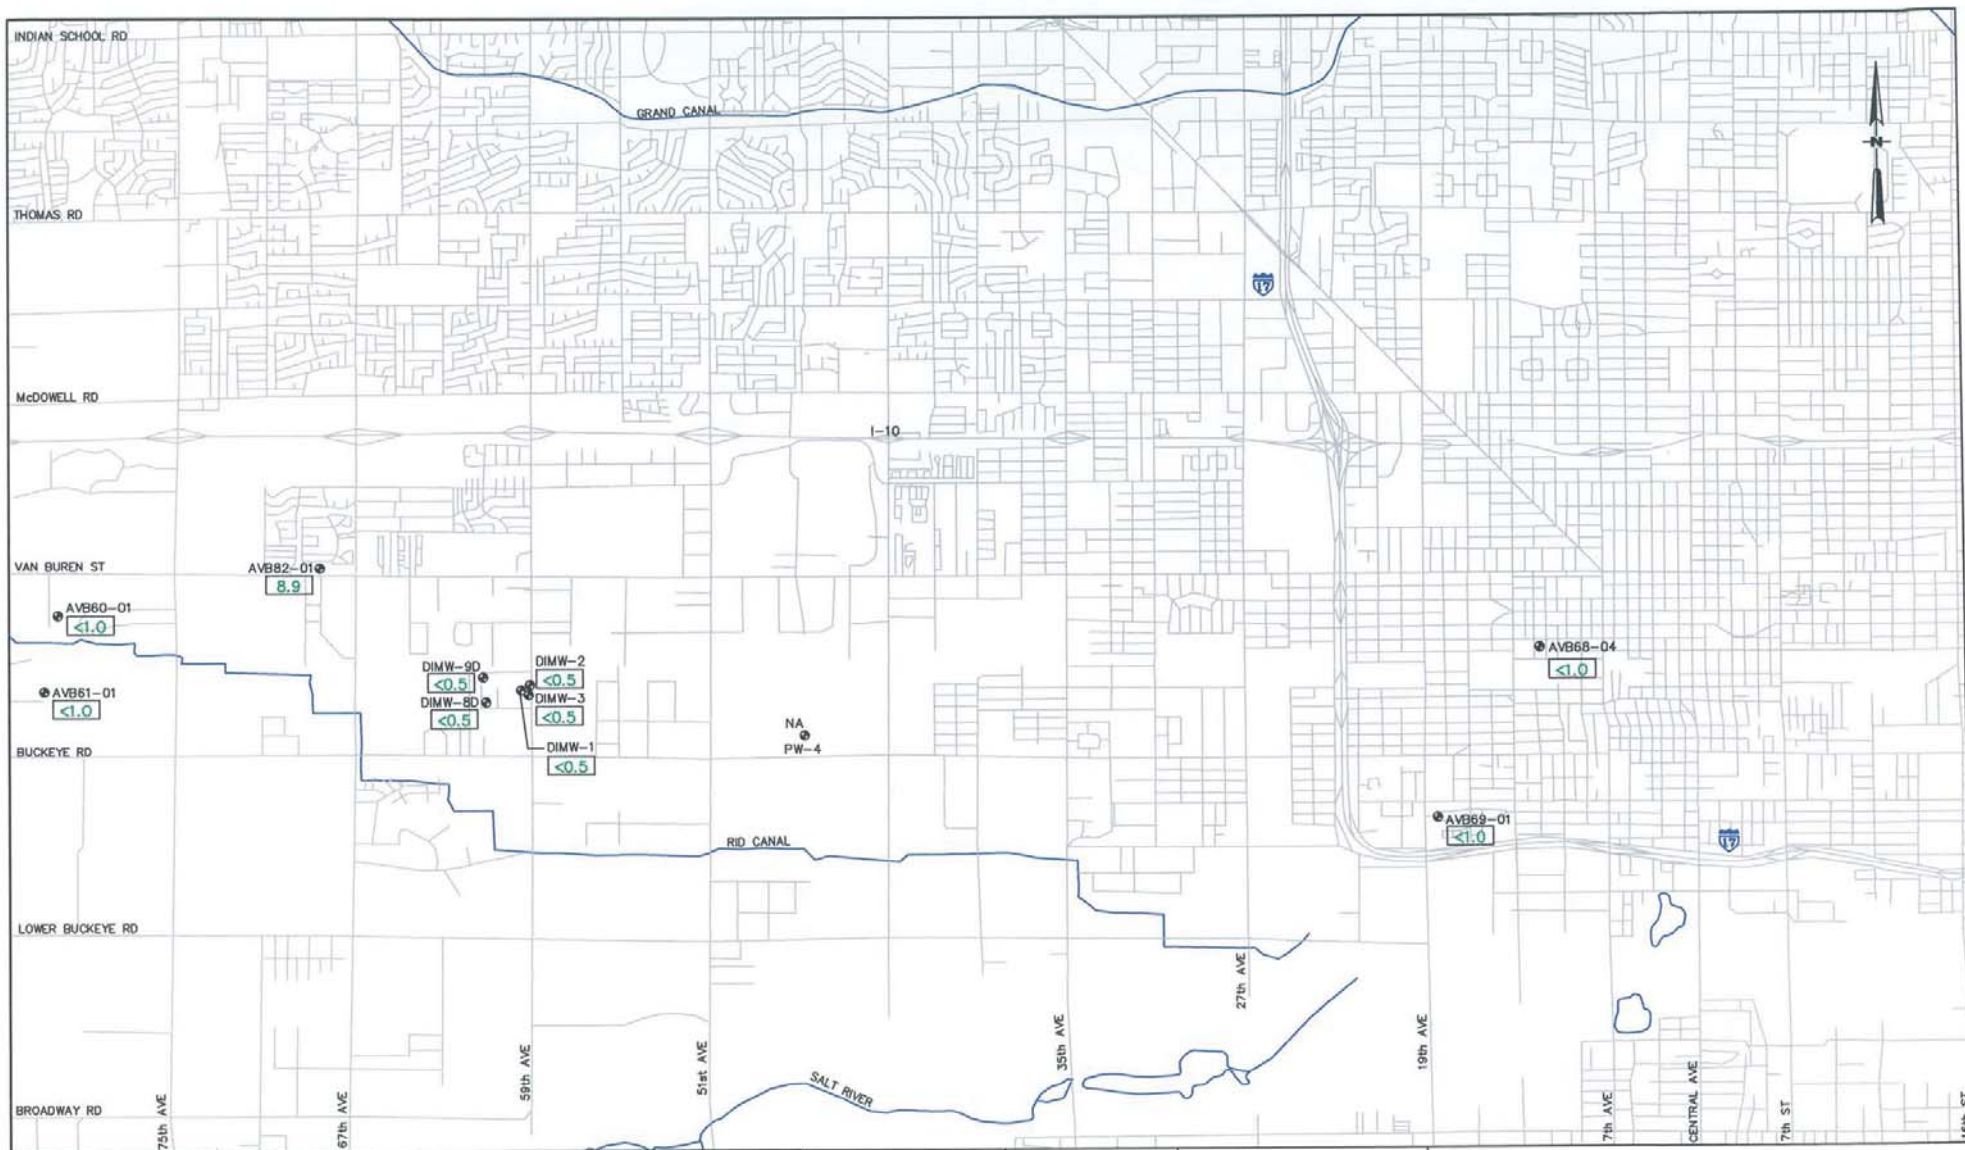 INDIAN SCHOOL RD
GRAND CANAL
N
THOMAS RD
17
McDOWELL RD
I-10
VAN BUREN ST
AVB82-01
8.9
AVB60-01
<1.0
AVB68-04
<1.0
DIMW-9D
<0.5
DIMW-2
<0.5
AVB61-01
<1.0
DIMW-8D
<0.5
DIMW-3
<0.5
NA
PW-4
DIMW-1
<0.5
BUCKEYE RD
AVB69-01
<1.0
RID CANAL
17
LOWER BUCKEYE RD
27th AVE
SALT RIVER
BROADWAY RD
75th AVE
67th AVE
59th AVE
51st AVE
35th AVE
19th AVE
7th AVE
CENTRAL AVE
7th ST